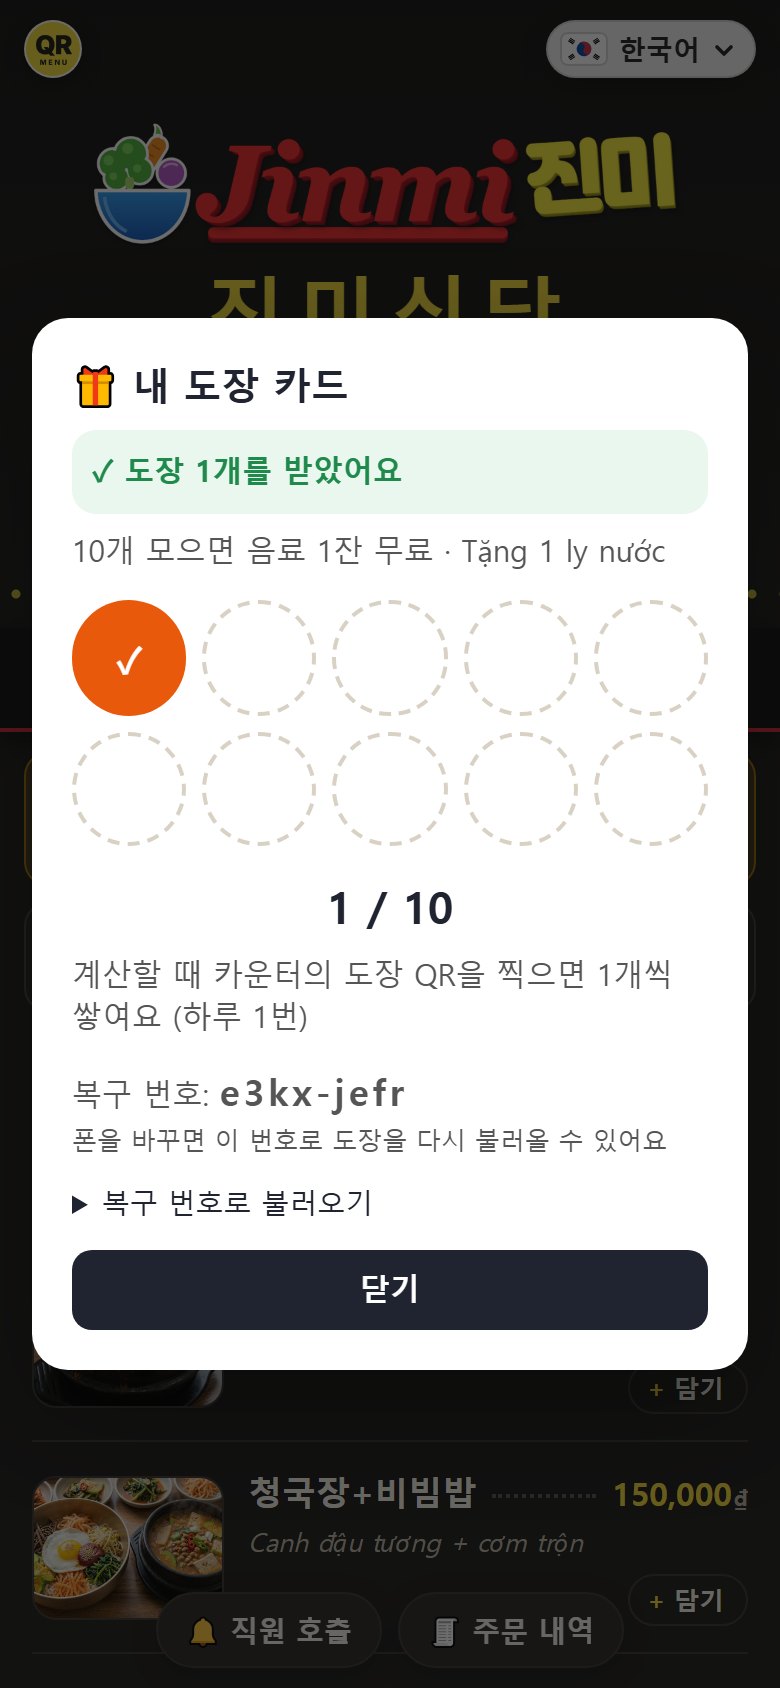 QR
MENU
한국어
Jinmi 진미
진미식당
내 도장 카드
✓ 도장 1개를 받았어요
10개 모으면 음료 1잔 무료 · Tặng 1 ly nước
✓
1 / 10
계산할 때 카운터의 도장 QR을 찍으면 1개씩
쌓여요 (하루 1번)
복구 번호: e3kx-jefr
폰을 바꾸면 이 번호로 도장을 다시 불러올 수 있어요
▶ 복구 번호로 불러오기
닫기
+ 담기
청국장+비빔밥 150,000₫
Canh đậu tương + cơm trộn
+ 담기
직원 호출
주문 내역